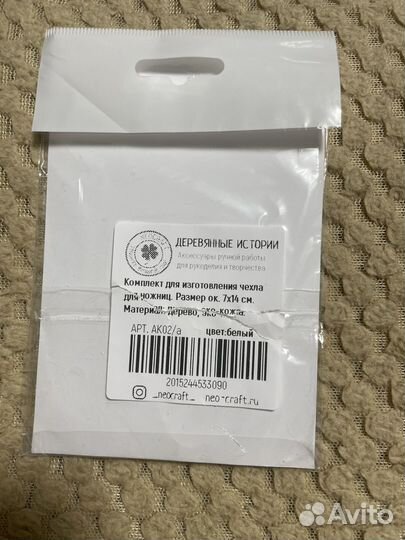 ДЕРЕВЯННЫЕ ИСТОРИИ
Аксессуары ручной работы
для рукоделия и творчества
Комплект для изготовления чехла
для ножниц. Размер ок. 7х14 см.
Материал: дерево, эко-кожа.
АРТ. АК02/а цвет:белый
2015244533090
_neocraft_ neo-craft.ru
Avito